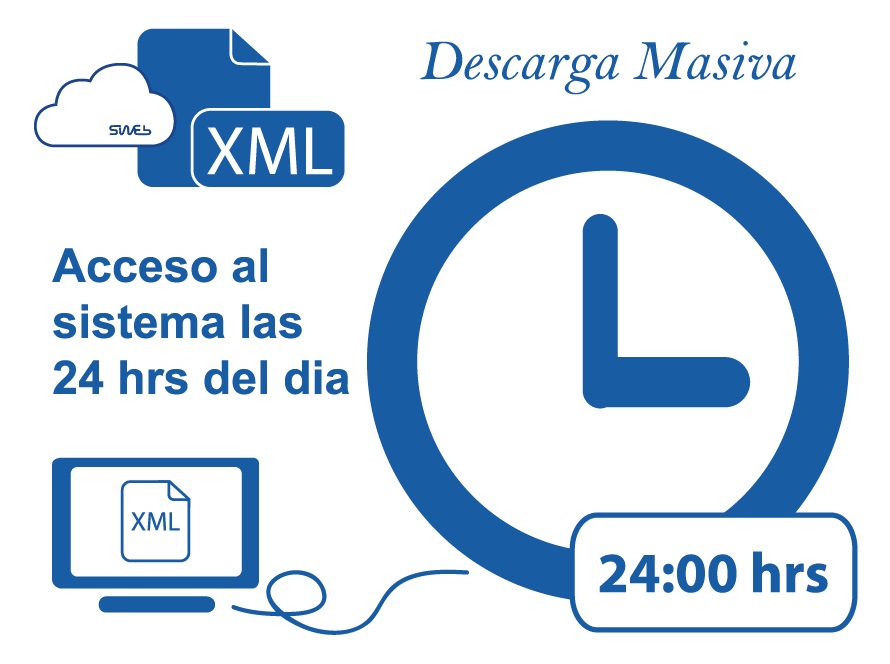 Descarga Masiva
SWEb
XML
Acceso al
sistema las
24 hrs del dia
XML
24:00 hrs